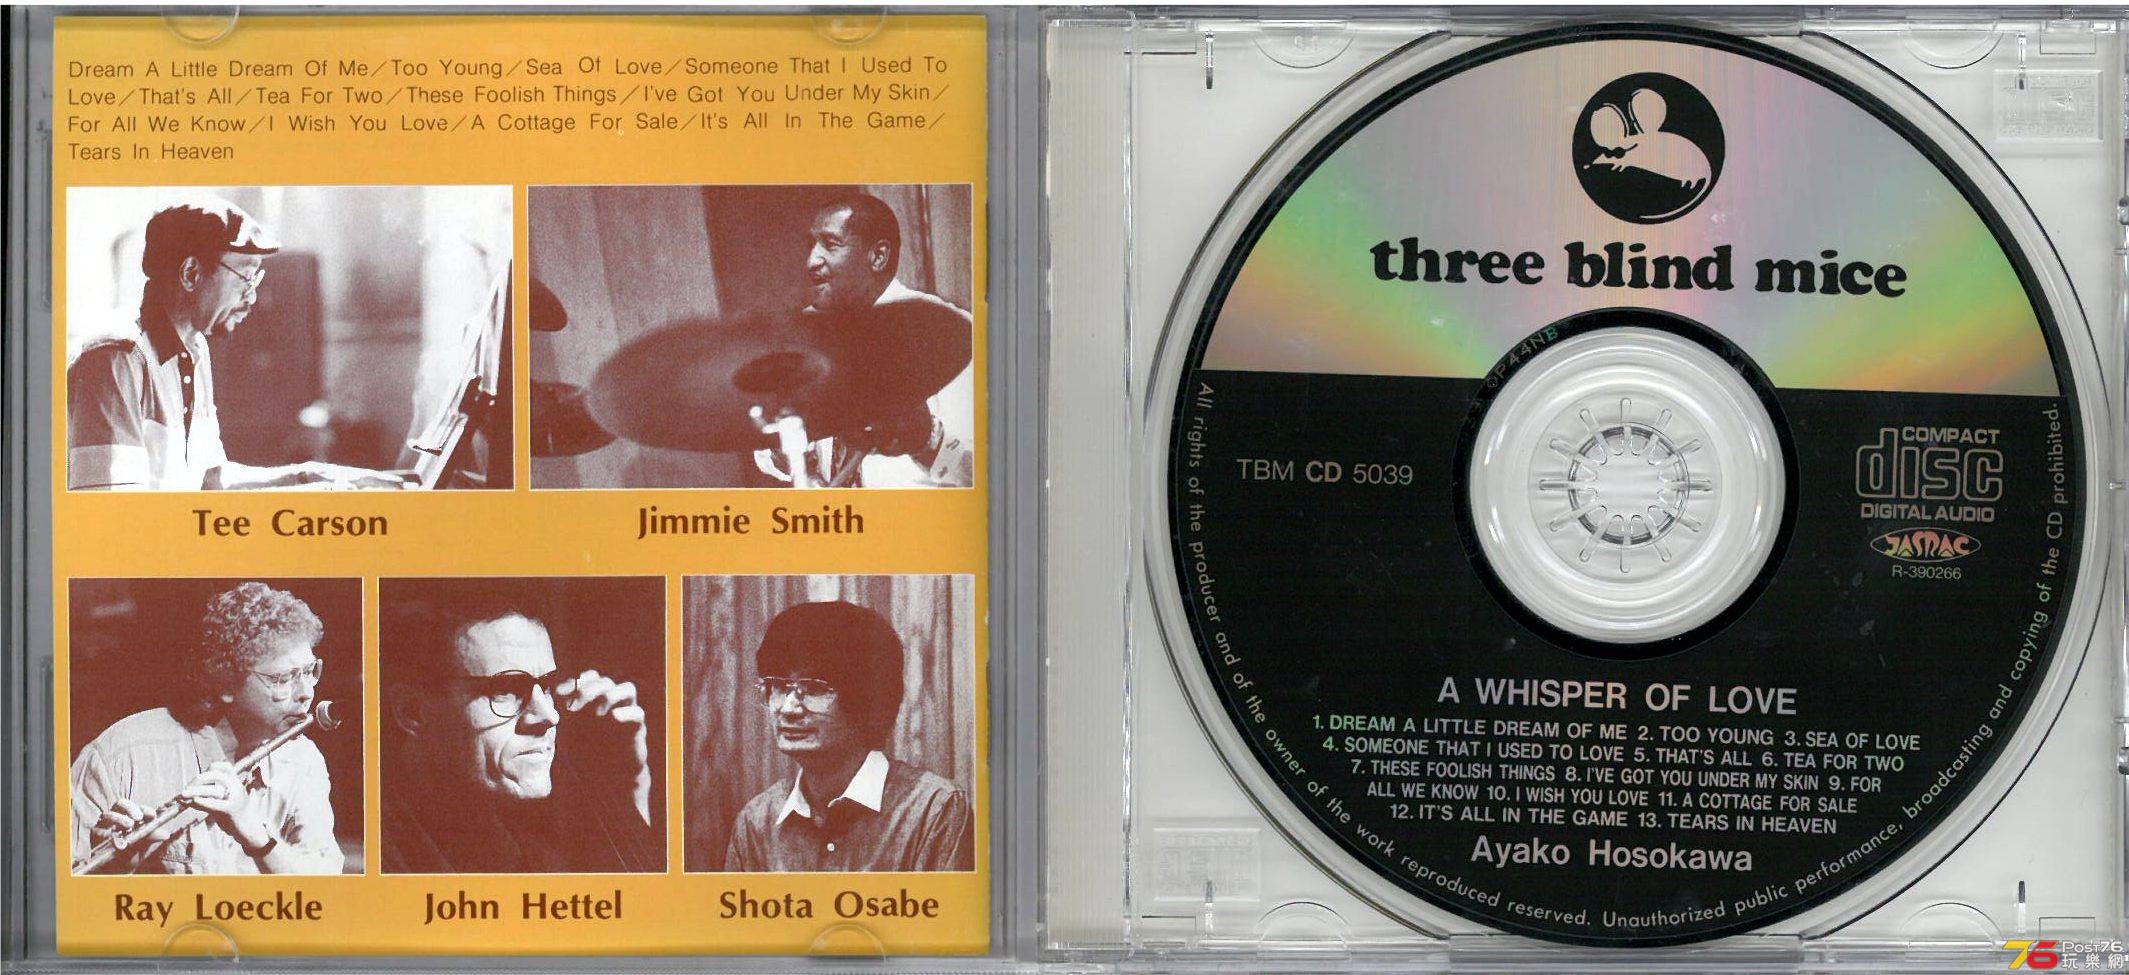 Dream A Little Dream Of Me/Too Young/Sea Of Love/Someone That I Used To
Love/That's All/Tea For Two/These Foolish Things/I've Got You Under My Skin/
For All We Know/I Wish You Love/A Cottage For Sale/It's All In The Game/
Tears In Heaven
Tee Carson
Jimmie Smith
Ray Loeckle
John Hettel
Shota Osabe
three blind mice
P44NB
TBM CD 5039
COMPACT
disc
DIGITAL AUDIO
JASRAC
R-390266
A WHISPER OF LOVE
1. DREAM A LITTLE DREAM OF ME 2. TOO YOUNG 3. SEA OF LOVE
4. SOMEONE THAT I USED TO LOVE 5. THAT'S ALL 6. TEA FOR TWO
7. THESE FOOLISH THINGS 8. I'VE GOT YOU UNDER MY SKIN 9. FOR
ALL WE KNOW 10. I WISH YOU LOVE 11. A COTTAGE FOR SALE
12. IT'S ALL IN THE GAME 13. TEARS IN HEAVEN
Ayako Hosokawa
All rights of the producer and of the owner of the work reproduced reserved. Unauthorized public performance, broadcasting and copying of the CD prohibited.
76 POST76
玩樂網